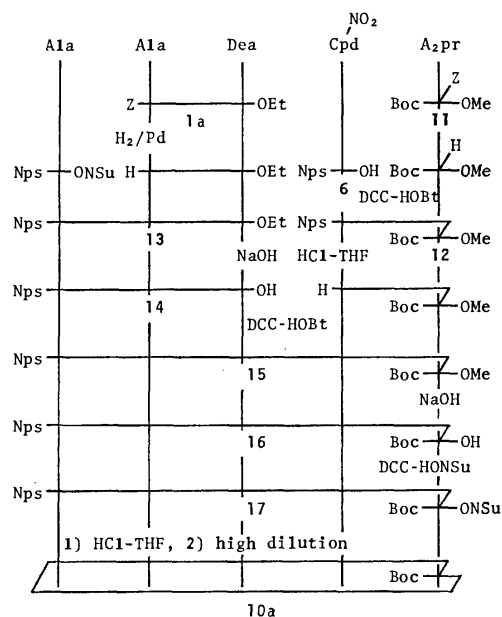 NO₂
Ala Ala Dea Cpd A₂pr
Z
Z OEt Boc OMe
1a 11
H₂/Pd H
Nps ONSu H OEt Nps OH Boc OMe
6
DCC-HOBt
Nps OEt Nps
13 Boc OMe
NaOH HCl-THF 12
Nps OH H
14 Boc OMe
DCC-HOBt
Nps
15 Boc OMe
NaOH
Nps
16 Boc OH
DCC-HONSu
Nps
17 Boc ONSu
1) HCl-THF, 2) high dilution
Boc
10a